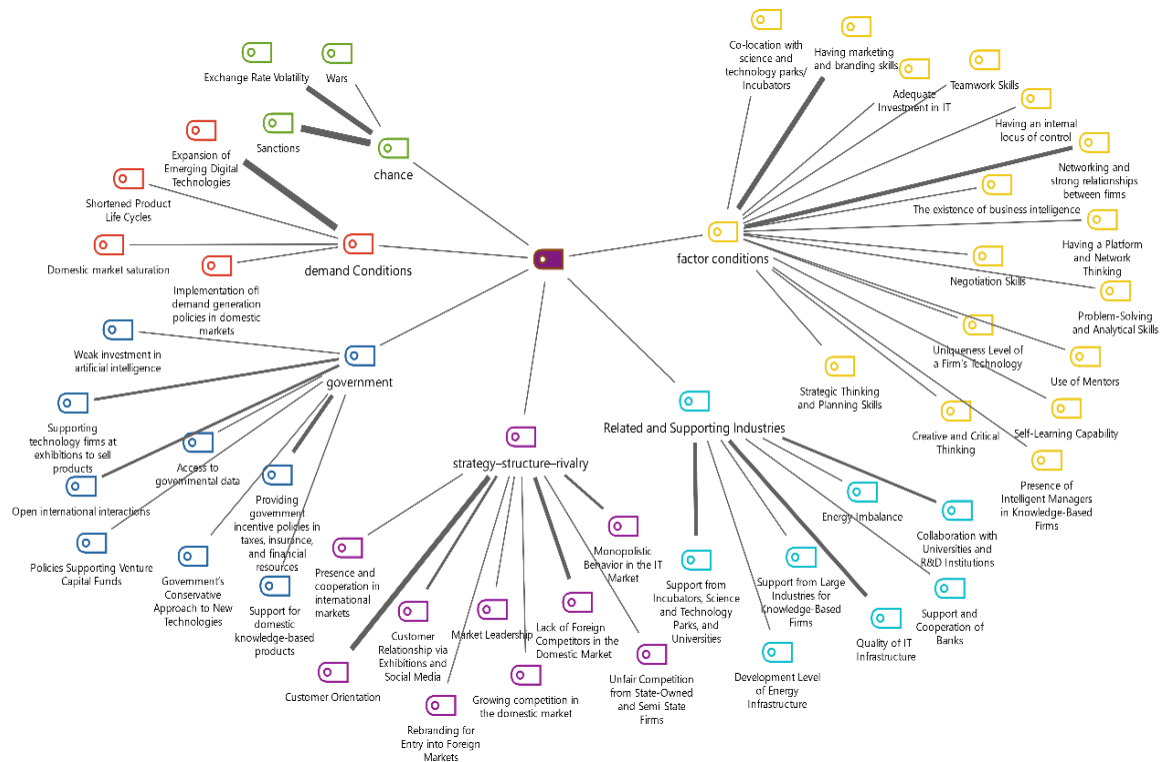 Exchange Rate Volatility
Wars
Sanctions
chance
Expansion of
Emerging Digital
Technologies
Shortened Product
Life Cycles
Domestic market saturation
Implementation of
demand generation
policies in domestic
markets
demand Conditions
Weak investment in
artificial intelligence
government
Supporting
technology firms at
exhibitions to sell
products
Access to
governmental data
Open international interactions
Providing
government
incentive policies in
taxes, insurance,
and financial
resources
Policies Supporting Venture
Capital Funds
Government's
Conservative
Approach to New
Technologies
Support for
domestic
knowledge-based
products
strategy–structure–rivalry
Presence and
cooperation in
international
markets
Customer Orientation
Customer
Relationship via
Exhibitions and
Social Media
Market Leadership
Rebranding for
Entry into Foreign
Markets
Growing competition in
the domestic market
Lack of Foreign
Competitors in the
Domestic Market
Monopolistic
Behavior in the IT
Market
Unfair Competition
from State-Owned
and Semi-State
Firms
Related and Supporting Industries
Support from
Incubators, Science
and Technology
Parks, and
Universities
Development Level
of Energy
Infrastructure
Support from Large
Industries for
Knowledge-Based
Firms
Energy Imbalance
Quality of IT
Infrastructure
Collaboration with
Universities and
R&D Institutions
Support and
Cooperation of
Banks
factor conditions
Co-location with
science and
technology parks/
Incubators
Having marketing
and branding skills
Adequate
Investment in IT
Teamwork Skills
Having an internal
locus of control
Networking and
strong relationships
between firms
The existence of business intelligence
Having a Platform
and Network
Thinking
Negotiation Skills
Problem-Solving
and Analytical Skills
Uniqueness Level of
a Firm's Technology
Use of Mentors
Strategic Thinking
and Planning Skills
Creative and Critical
Thinking
Self-Learning Capability
Presence of
Intelligent Managers
in Knowledge-Based
Firms